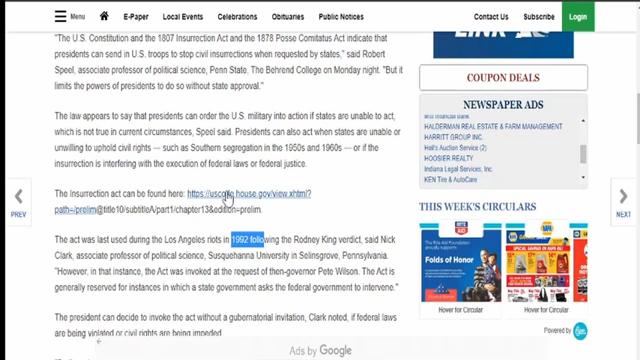 Menu E-Paper Local Events Celebrations Obituaries Public Notices Contact Us Subscribe Login
"The U.S. Constitution and the 1807 Insurrection Act and the 1878 Posse Comitatus Act indicate that
presidents can send in U.S. troops to stop civil insurrections when requested by states," said Robert
Speel, associate professor of political science, Penn State, The Behrend College on Monday night. "But it
limits the powers of presidents to do so without state approval.
The law appears to say that presidents can order the U.S. military into action if states are unable to act,
which is not true in current circumstances, Speel said. Presidents can also act when states are unable or
unwilling to uphold civil rights — such as Southern segregation in the 1950s and 1960s — or if the
insurrection is interfering with the execution of federal laws or federal justice.
The Insurrection act can be found here: https://uscode.house.gov/view.xhtml?
path=/prelim@title10/subtitleA/part1/chapter13&edition=prelim.
The act was last used during the Los Angeles riots in 1992 following the Rodney King verdict, said Nick
Clark, associate professor of political science, Susquehanna University in Selinsgrove, Pennsylvania.
"However, in that instance, the Act was invoked at the request of then-governor Pete Wilson. The Act is
generally reserved for instances in which a state government asks the federal government to intervene."
The president can decide to invoke the act without a gubernatorial invitation, Clark noted, if federal laws
are being violated or civil rights are being impeded.
PREV
NEXT
LINK
COUPON DEALS
NEWSPAPER ADS
HALDERMAN REAL ESTATE & FARM MANAGEMENT
HARRITT GROUP, INC.
Hall's Auction Service (2)
HOOSIER REALTY
Indiana Legal Services, Inc.
KEN Tire & AutoCare
THIS WEEK'S CIRCULARS
Folds of Honor
Hover for Circular
Hover for Circular
Powered by
Ads by Google